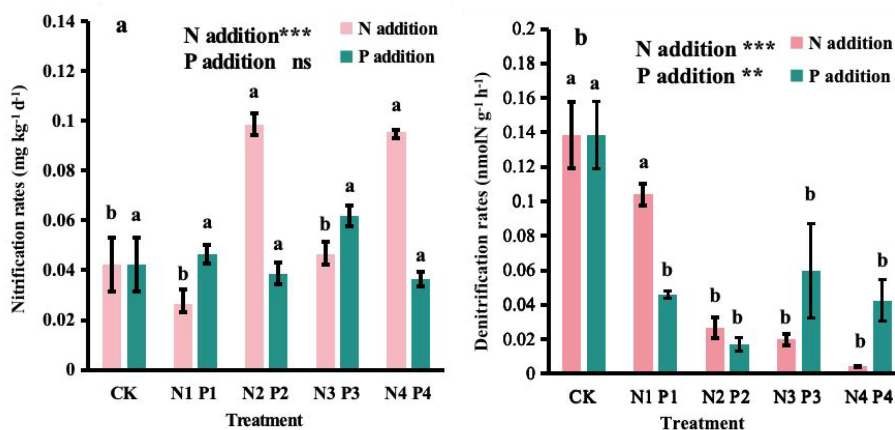 a
N addition***
P addition ns
N addition
P addition
Nitrification rates (mg kg⁻¹ d⁻¹)
0.14
0.12
0.1
0.08
0.06
0.04
0.02
0
b
a
b
a
a
a
b
a
a
a
CK
N1 P1
N2 P2
N3 P3
N4 P4
Treatment
b
N addition ***
P addition **
N addition
P addition
Denitrification rates (nmolN g⁻¹ h⁻¹)
0.2
0.18
0.16
0.14
0.12
0.1
0.08
0.06
0.04
0.02
0
a
a
a
b
b
b
b
b
b
b
CK
N1 P1
N2 P2
N3 P3
N4 P4
Treatment